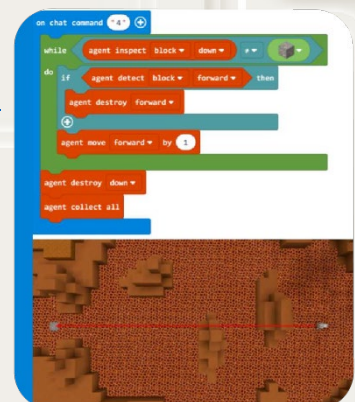 on chat command "4"
while agent inspect block down ≠
do if agent detect block forward then
agent destroy forward
agent move forward by 1
agent destroy down
agent collect all